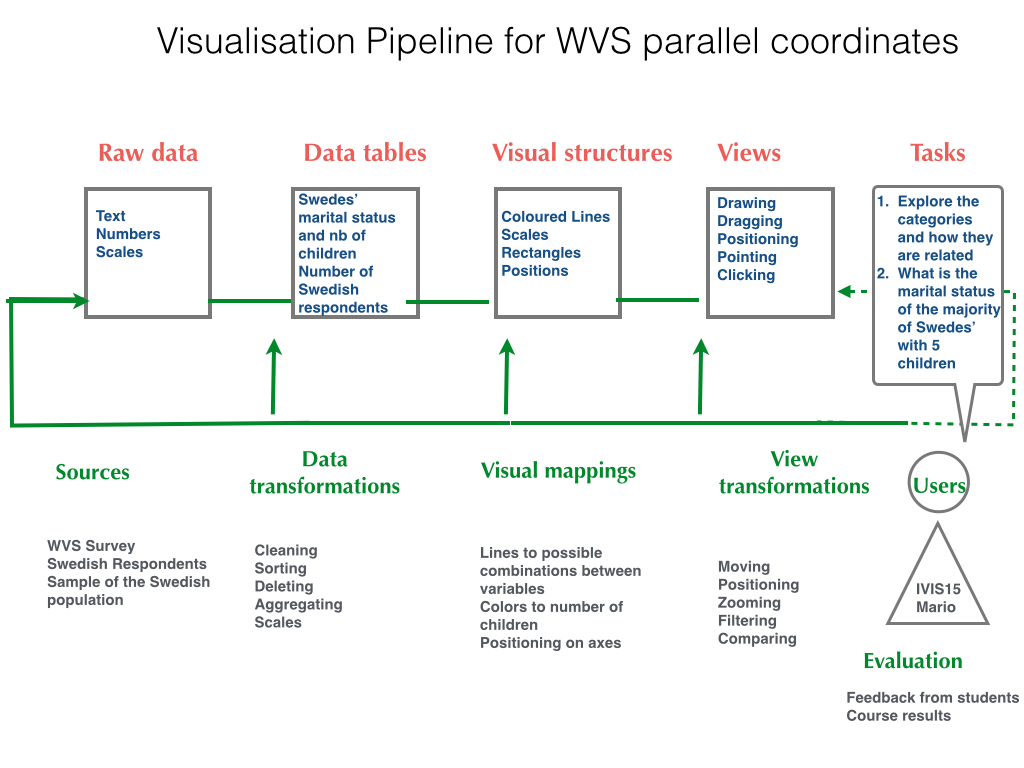 Visualisation Pipeline for WVS parallel coordinates
Raw data
Data tables
Visual structures
Views
Tasks
Text
Numbers
Scales
Swedes’
marital status
and nb of
children
Number of
Swedish
respondents
Coloured Lines
Scales
Rectangles
Positions
Drawing
Dragging
Positioning
Pointing
Clicking
1. Explore the
categories
and how they
are related
2. What is the
marital status
of the majority
of Swedes’
with 5
children
Sources
Data
transformations
Visual mappings
View
transformations
Users
WVS Survey
Swedish Respondents
Sample of the Swedish
population
Cleaning
Sorting
Deleting
Aggregating
Scales
Lines to possible
combinations between
variables
Colors to number of
children
Positioning on axes
Moving
Positioning
Zooming
Filtering
Comparing
IVIS15
Mario
Evaluation
Feedback from students
Course results